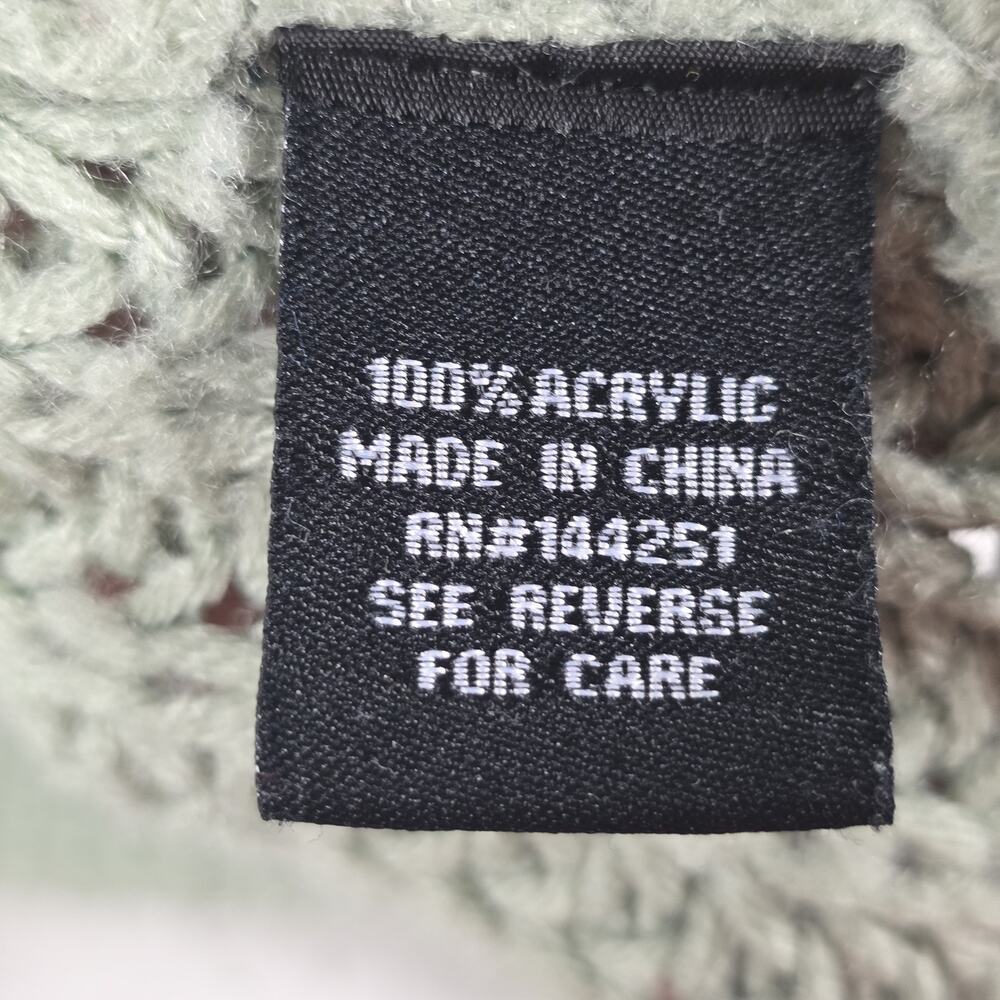 100%ACRYLIC
MADE IN CHINA
RN#144251
SEE REVERSE
FOR CARE